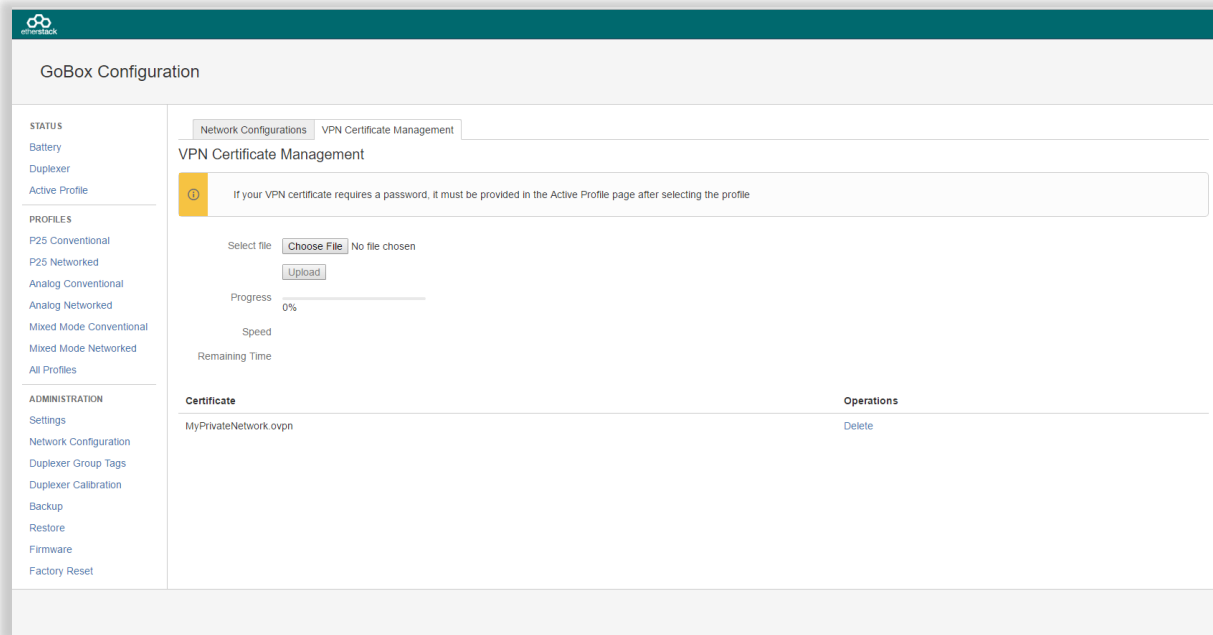 etherstack
GoBox Configuration
STATUS
Battery
Duplexer
Active Profile
PROFILES
P25 Conventional
P25 Networked
Analog Conventional
Analog Networked
Mixed Mode Conventional
Mixed Mode Networked
All Profiles
ADMINISTRATION
Settings
Network Configuration
Duplexer Group Tags
Duplexer Calibration
Backup
Restore
Firmware
Factory Reset
Network Configurations VPN Certificate Management
VPN Certificate Management
If your VPN certificate requires a password, it must be provided in the Active Profile page after selecting the profile
Select file Choose File No file chosen
Upload
Progress
0%
Speed
Remaining Time
Certificate Operations
MyPrivateNetwork.ovpn Delete